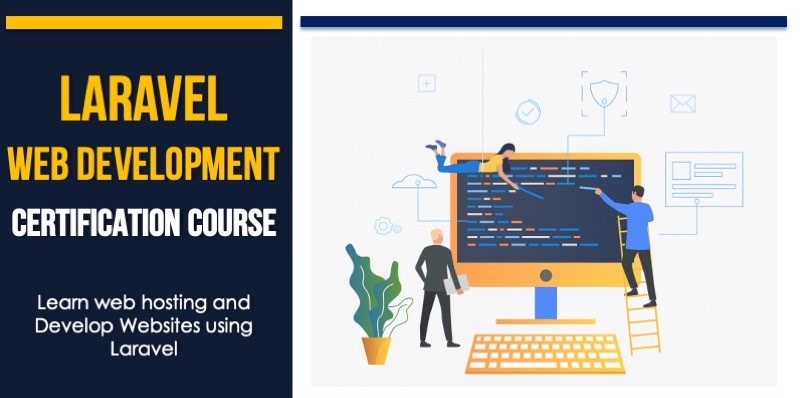 LARAVEL
WEB DEVELOPMENT
CERTIFICATION COURSE
Learn web hosting and
Develop Websites using
Laravel